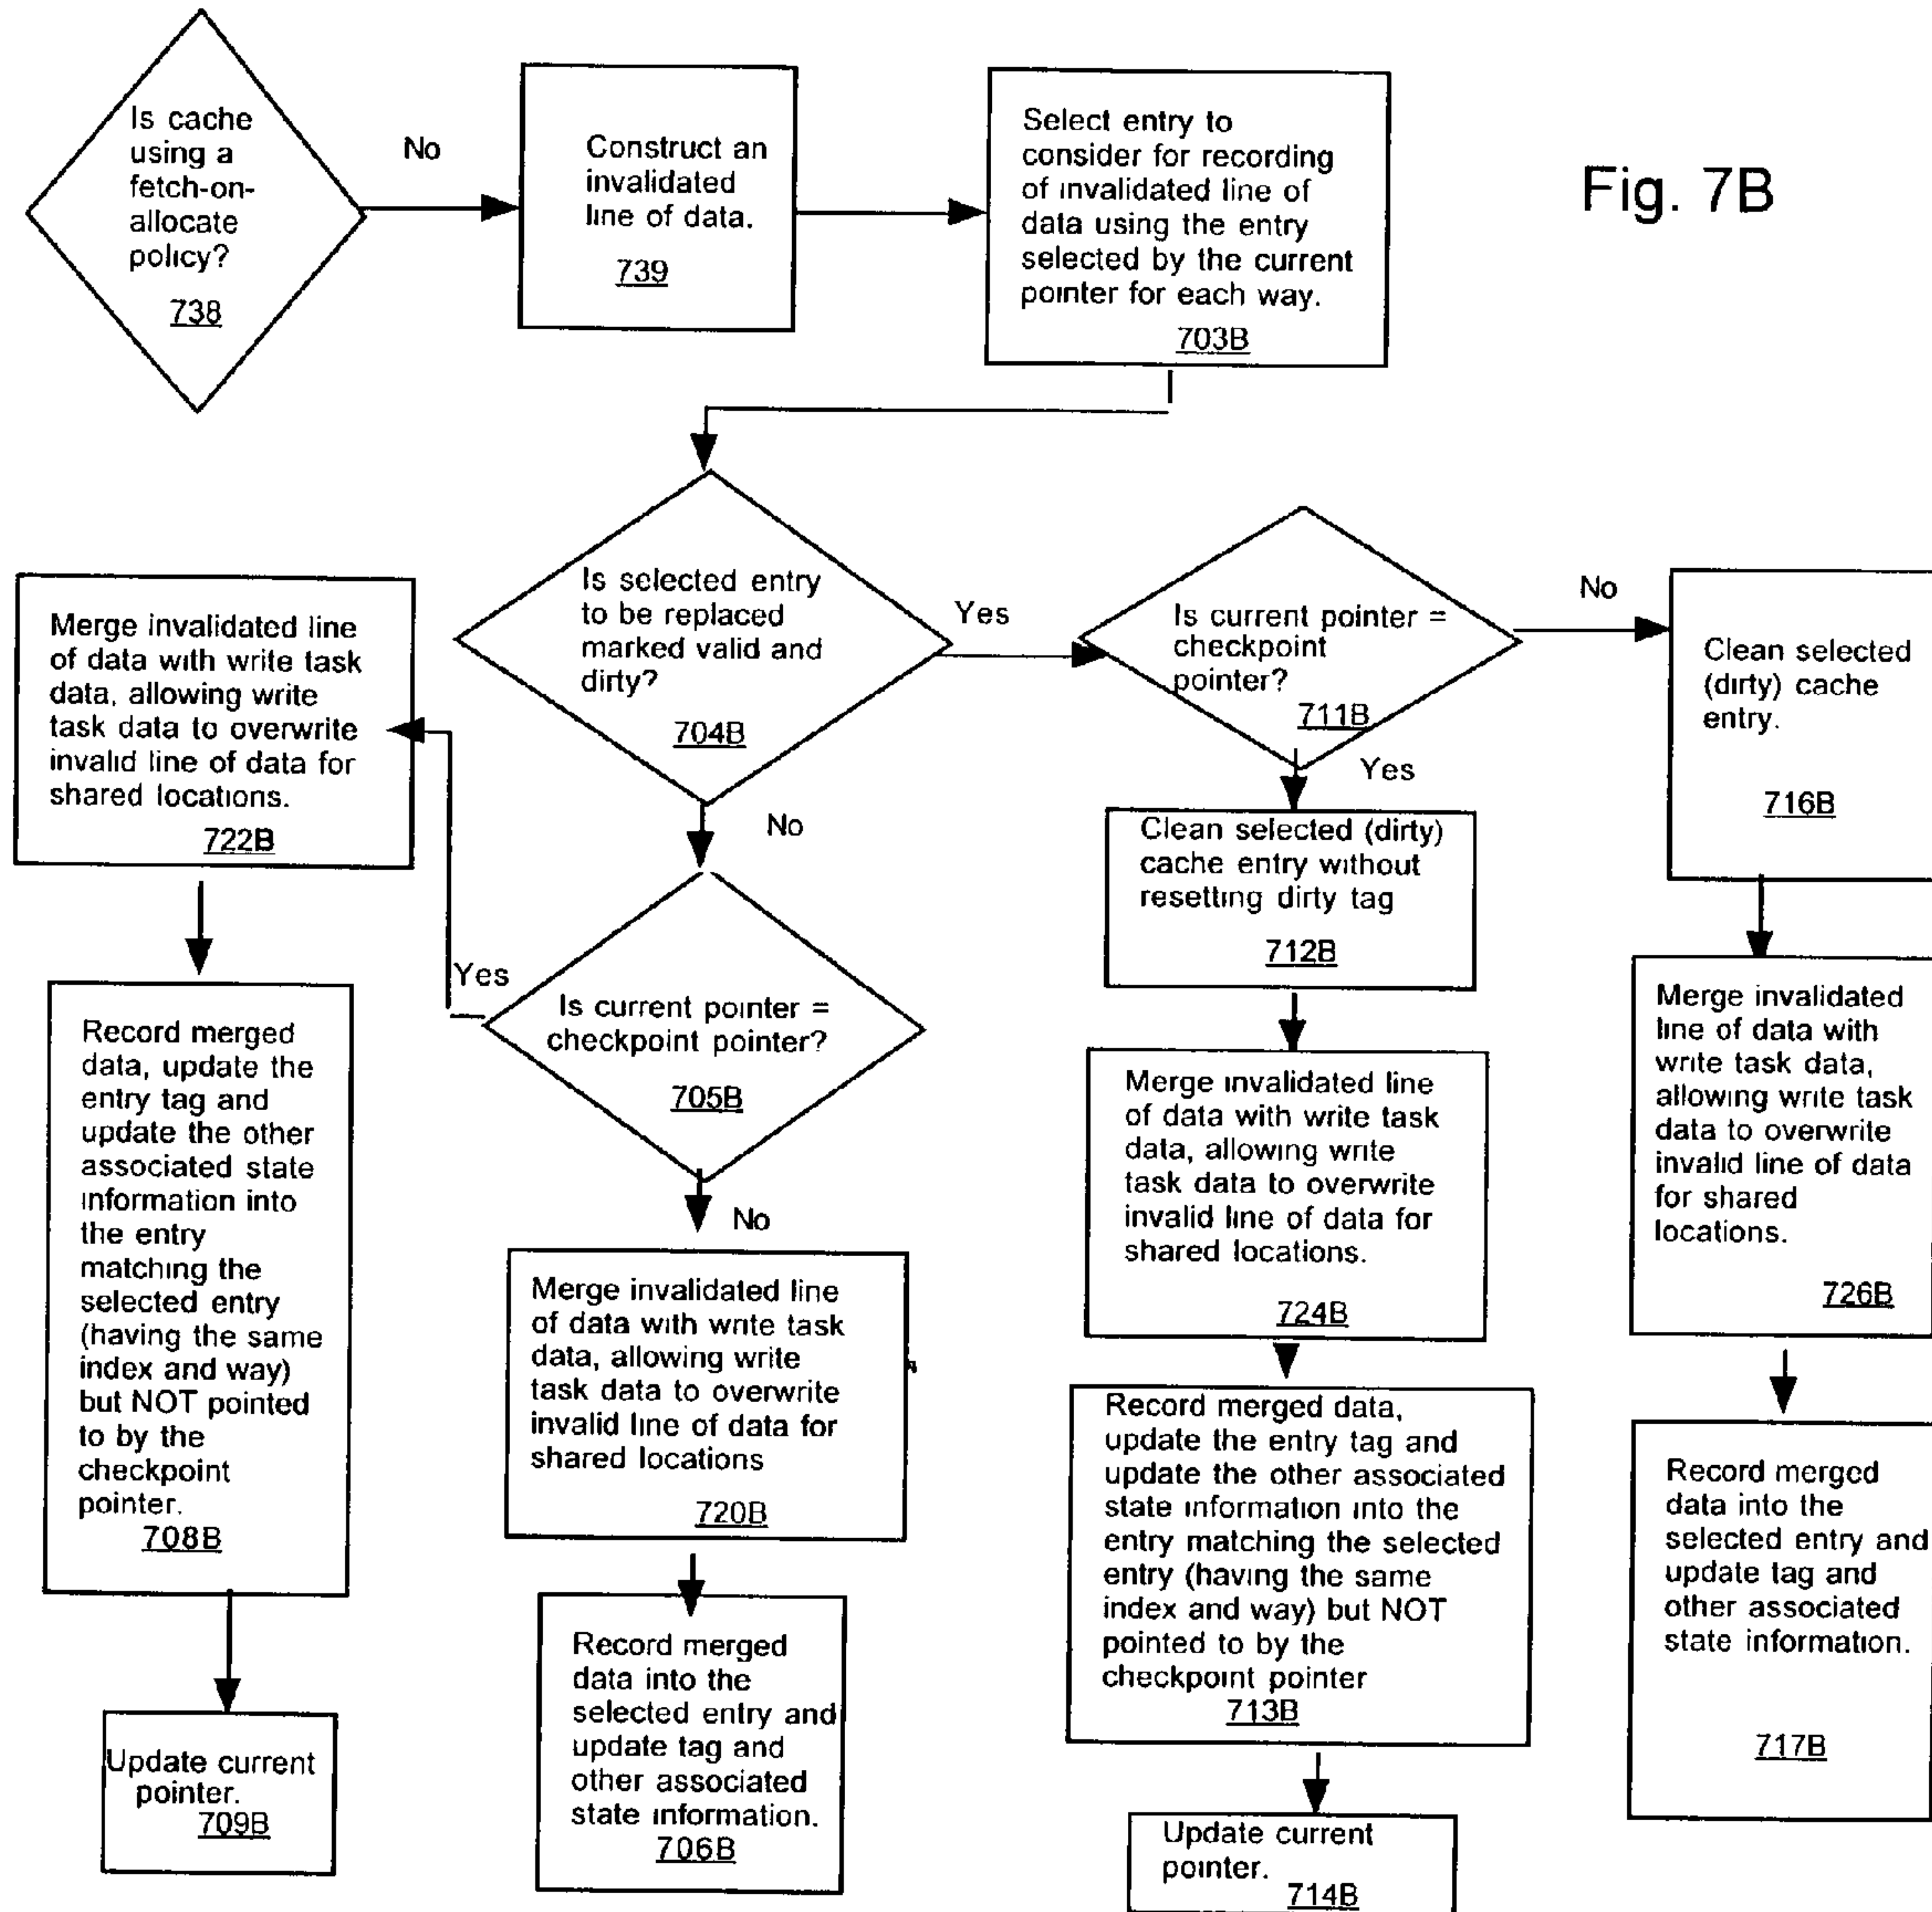 Is cache
using a
fetch-on-
allocate
policy?
738
No
Construct an
invalidated
line of data.
739
Select entry to
consider for recording
of invalidated line of
data using the entry
selected by the current
pointer for each way.
703B
Fig. 7B
Is selected entry
to be replaced
marked valid and
dirty?
704B
Yes
No
Is current pointer =
checkpoint
pointer?
711B
No
Yes
Clean selected
(dirty) cache
entry.
716B
Merge invalidated line
of data with write task
data, allowing write
task data to overwrite
invalid line of data for
shared locations.
722B
Clean selected (dirty)
cache entry without
resetting dirty tag
712B
Is current pointer =
checkpoint pointer?
705B
Yes
No
Merge invalidated
line of data with
write task data,
allowing write task
data to overwrite
invalid line of data
for shared
locations.
726B
Record merged
data, update the
entry tag and
update the other
associated state
information into
the entry
matching the
selected entry
(having the same
index and way)
but NOT pointed
to by the
checkpoint
pointer.
708B
Merge invalidated line
of data with write task
data, allowing write
task data to overwrite
invalid line of data for
shared locations.
724B
Merge invalidated line
of data with write task
data, allowing write
task data to overwrite
invalid line of data for
shared locations
720B
Record merged data,
update the entry tag and
update the other associated
state information into the
entry matching the selected
entry (having the same
index and way) but NOT
pointed to by the
checkpoint pointer
713B
Record merged
data into the
selected entry and
update tag and
other associated
state information.
717B
Record merged
data into the
selected entry and
update tag and
other associated
state information.
706B
Update current
pointer.
709B
Update current
pointer.
714B